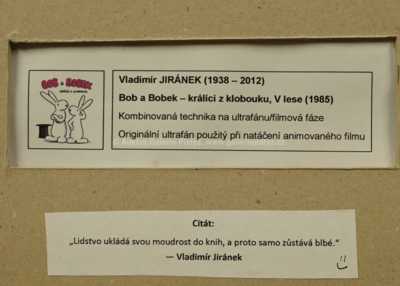 BOB a BOBEK
Vladimír JIRÁNEK (1938 – 2012)
Bob a Bobek – králíci z klobouku, V lese (1985)
Kombinovaná technika na ultrafánu/filmová fáze
Originální ultrafán použitý při natáčení animovaného filmu
Citát:
„Lidstvo ukládá svou moudrost do knih, a proto samo zůstává blbé.“
— Vladimír Jiránek